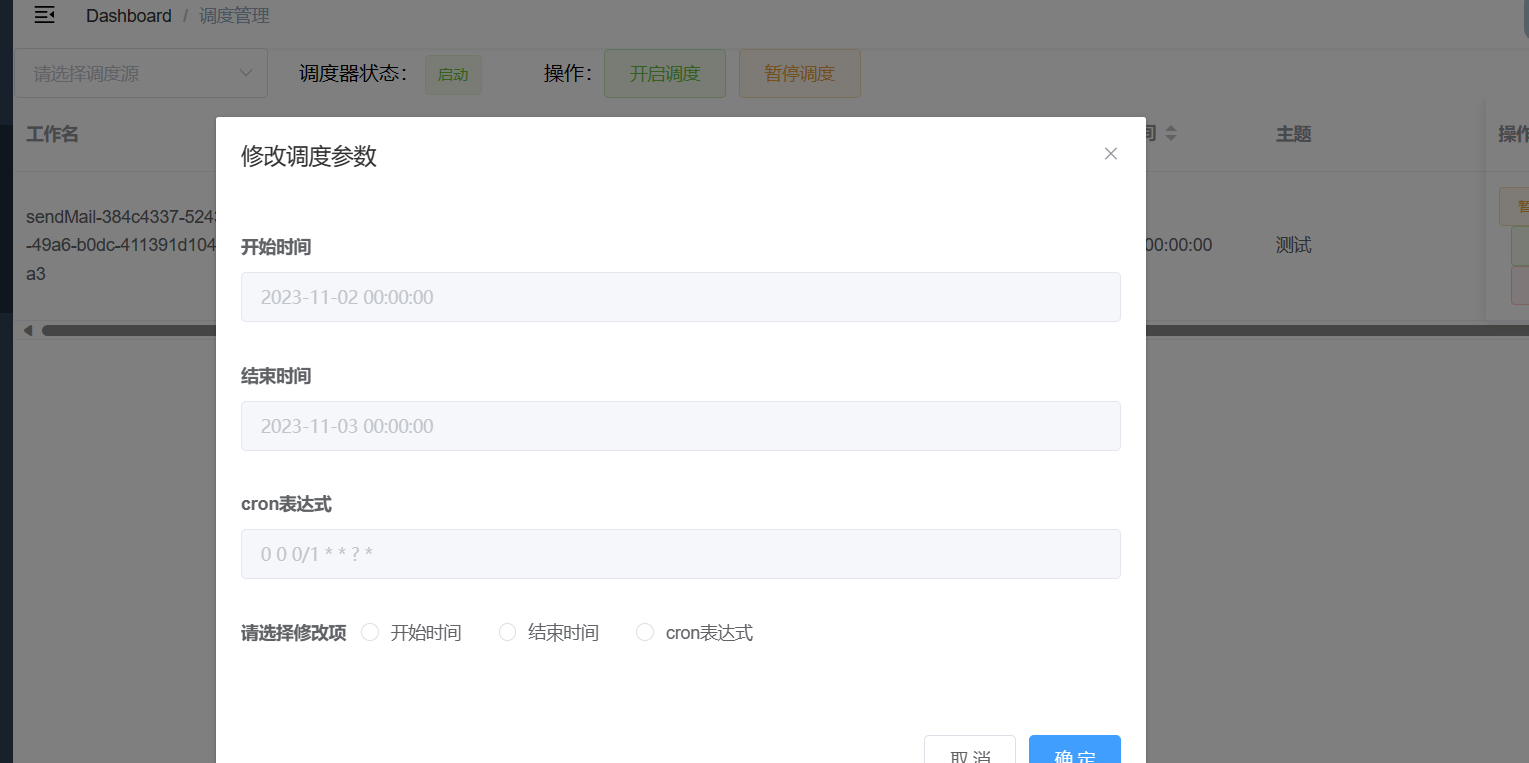 Dashboard / 调度管理
请选择调度源 调度器状态： 启动 操作： 开启调度 暂停调度
工作名 间 主题 操作
修改调度参数
sendMail-384c4337-5243
-49a6-b0dc-411391d104
a3
00:00:00 测试 暂
开始时间
2023-11-02 00:00:00
结束时间
2023-11-03 00:00:00
cron表达式
0 0 0/1 * * ? *
请选择修改项 开始时间 结束时间 cron表达式
取消 确定